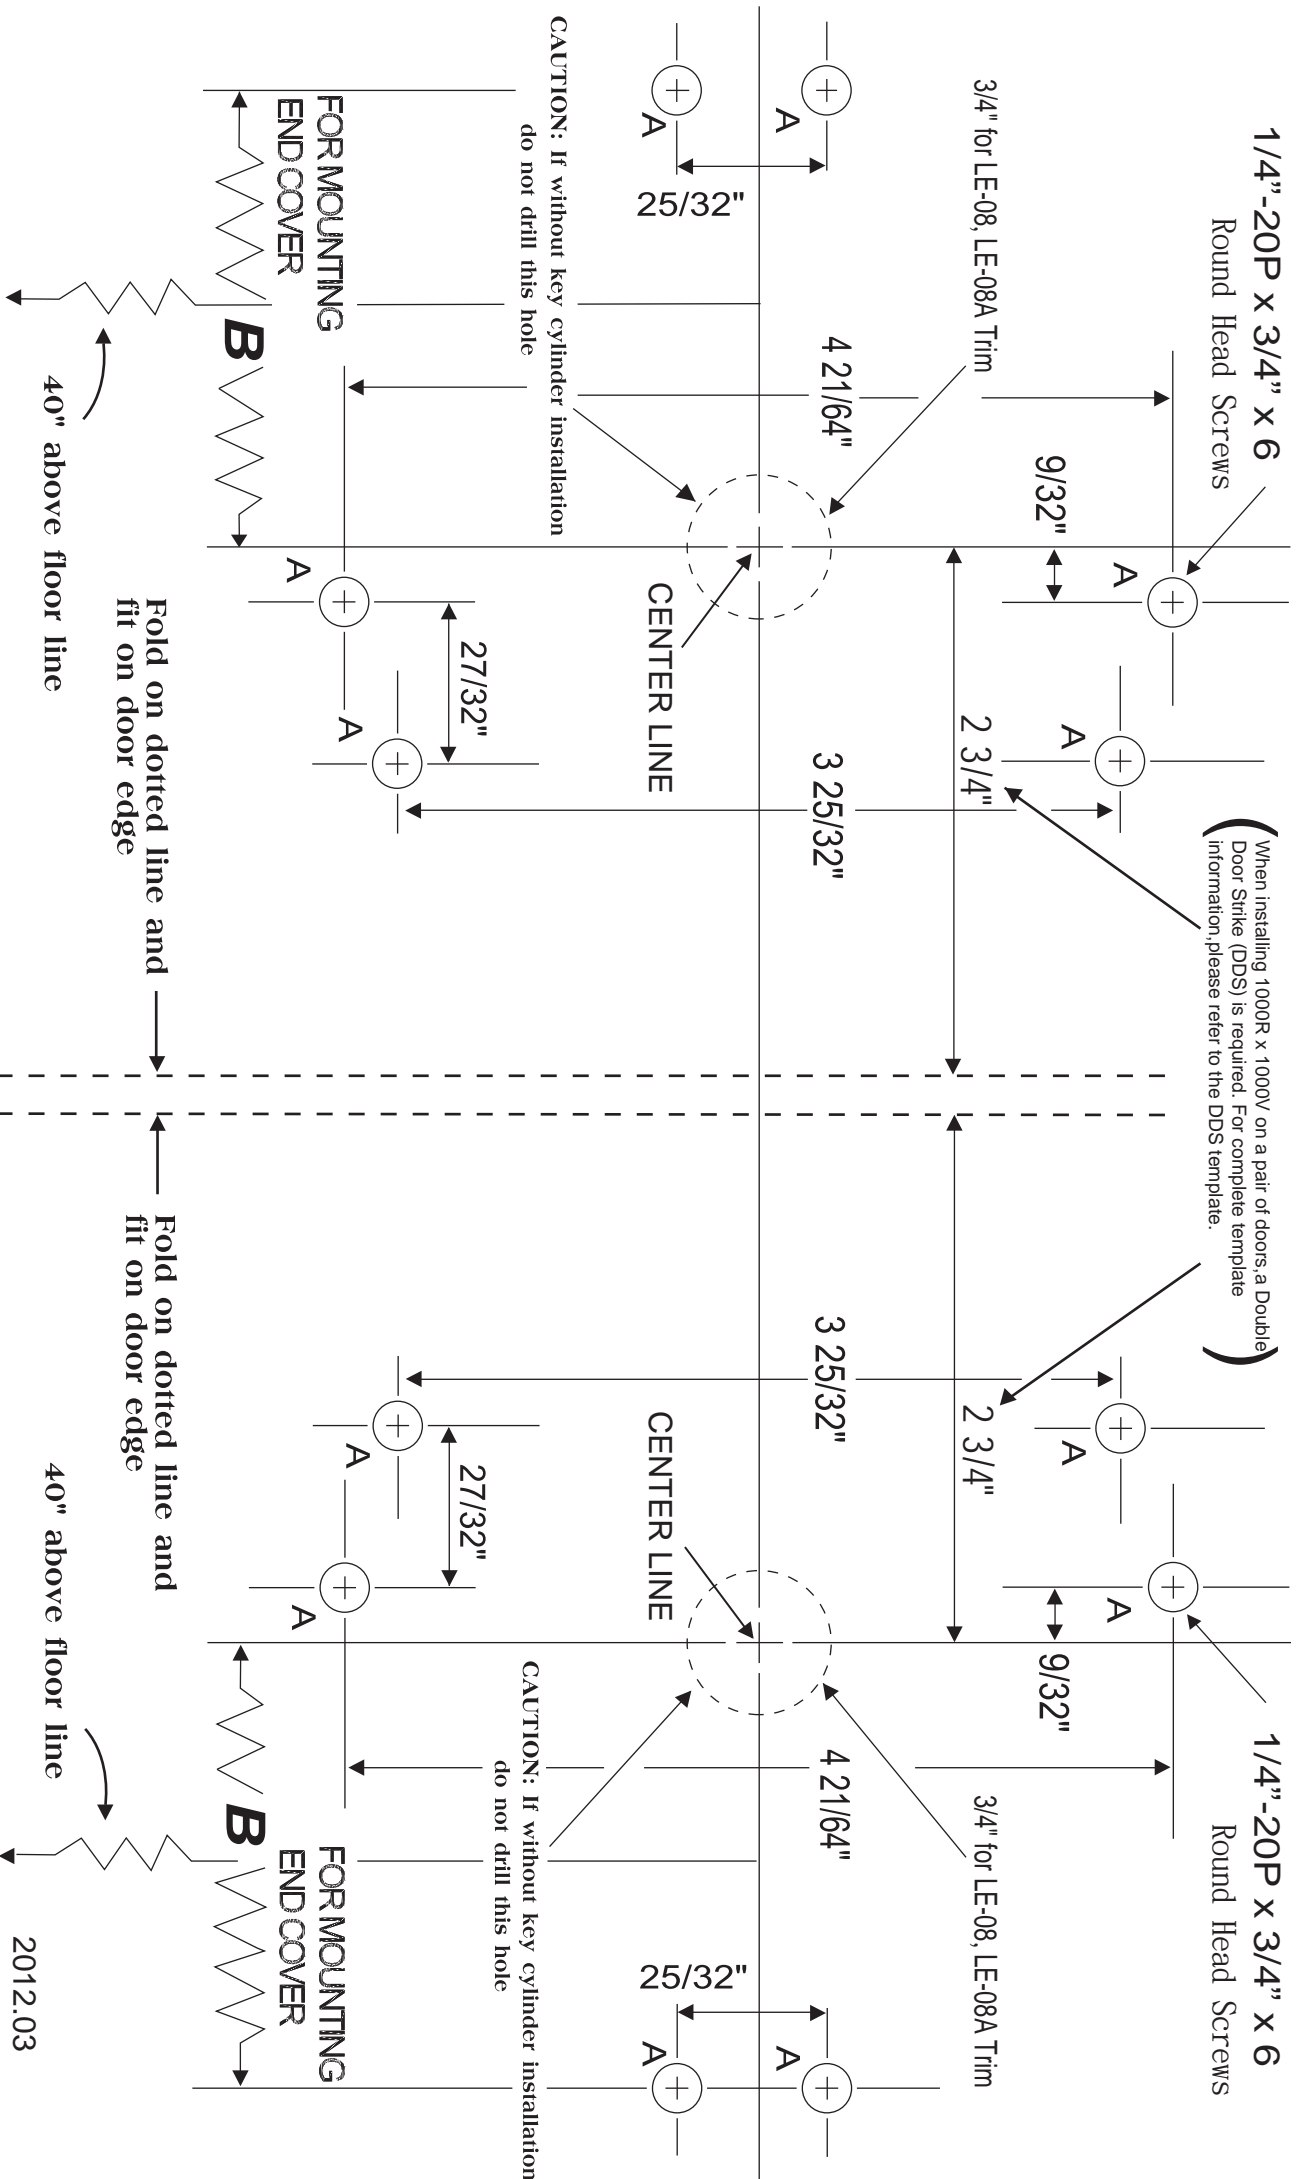 1/4”-20P x 3/4” x 6
Round Head Screws
3/4" for LE-08, LE-08A Trim
9/32"
A
A
2 3/4"
(When installing 1000R x 1000V on a pair of doors,a Double
Door Strike (DDS) is required. For complete template
information,please refer to the DDS template.)
A
A
25/32"
4 21/64"
3 25/32"
CENTER LINE
CAUTION: If without key cylinder installation
do not drill this hole
27/32"
A
A
FOR MOUNTING
END COVER
B
40" above floor line
Fold on dotted line and
fit on door edge
1/4”-20P x 3/4” x 6
Round Head Screws
3/4" for LE-08, LE-08A Trim
9/32"
A
A
2 3/4"
3 25/32"
4 21/64"
CENTER LINE
25/32"
A
A
CAUTION: If without key cylinder installation
do not drill this hole
27/32"
A
A
FOR MOUNTING
END COVER
B
Fold on dotted line and
fit on door edge
40" above floor line
2012.03